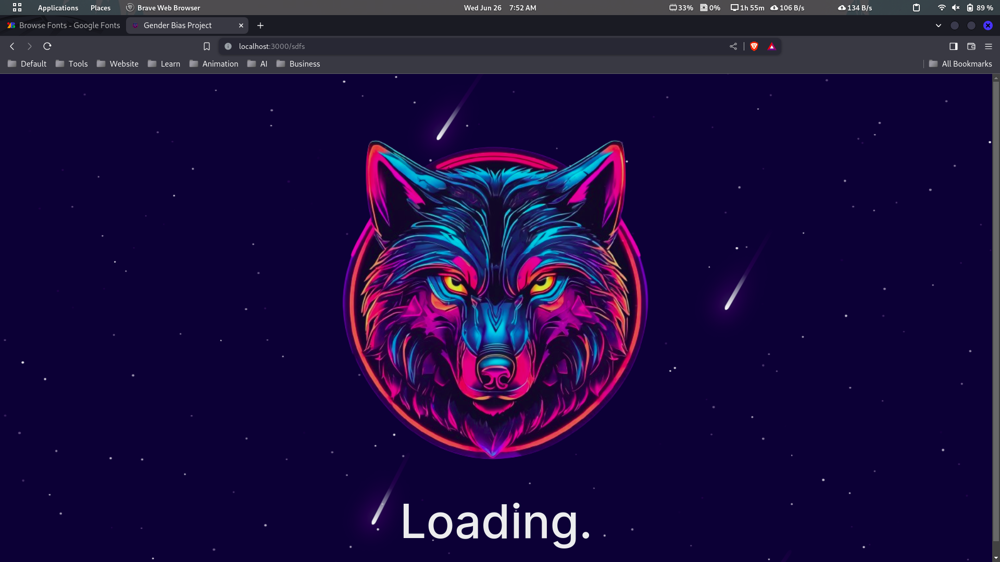 Applications Places Brave Web Browser Wed Jun 26 7:52 AM 33% 0% 1h 55m 106 B/s 134 B/s 89 %
Browse Fonts - Google Fonts Gender Bias Project
localhost:3000/sdfs
Default Tools Website Learn Animation AI Business All Bookmarks
Loading.